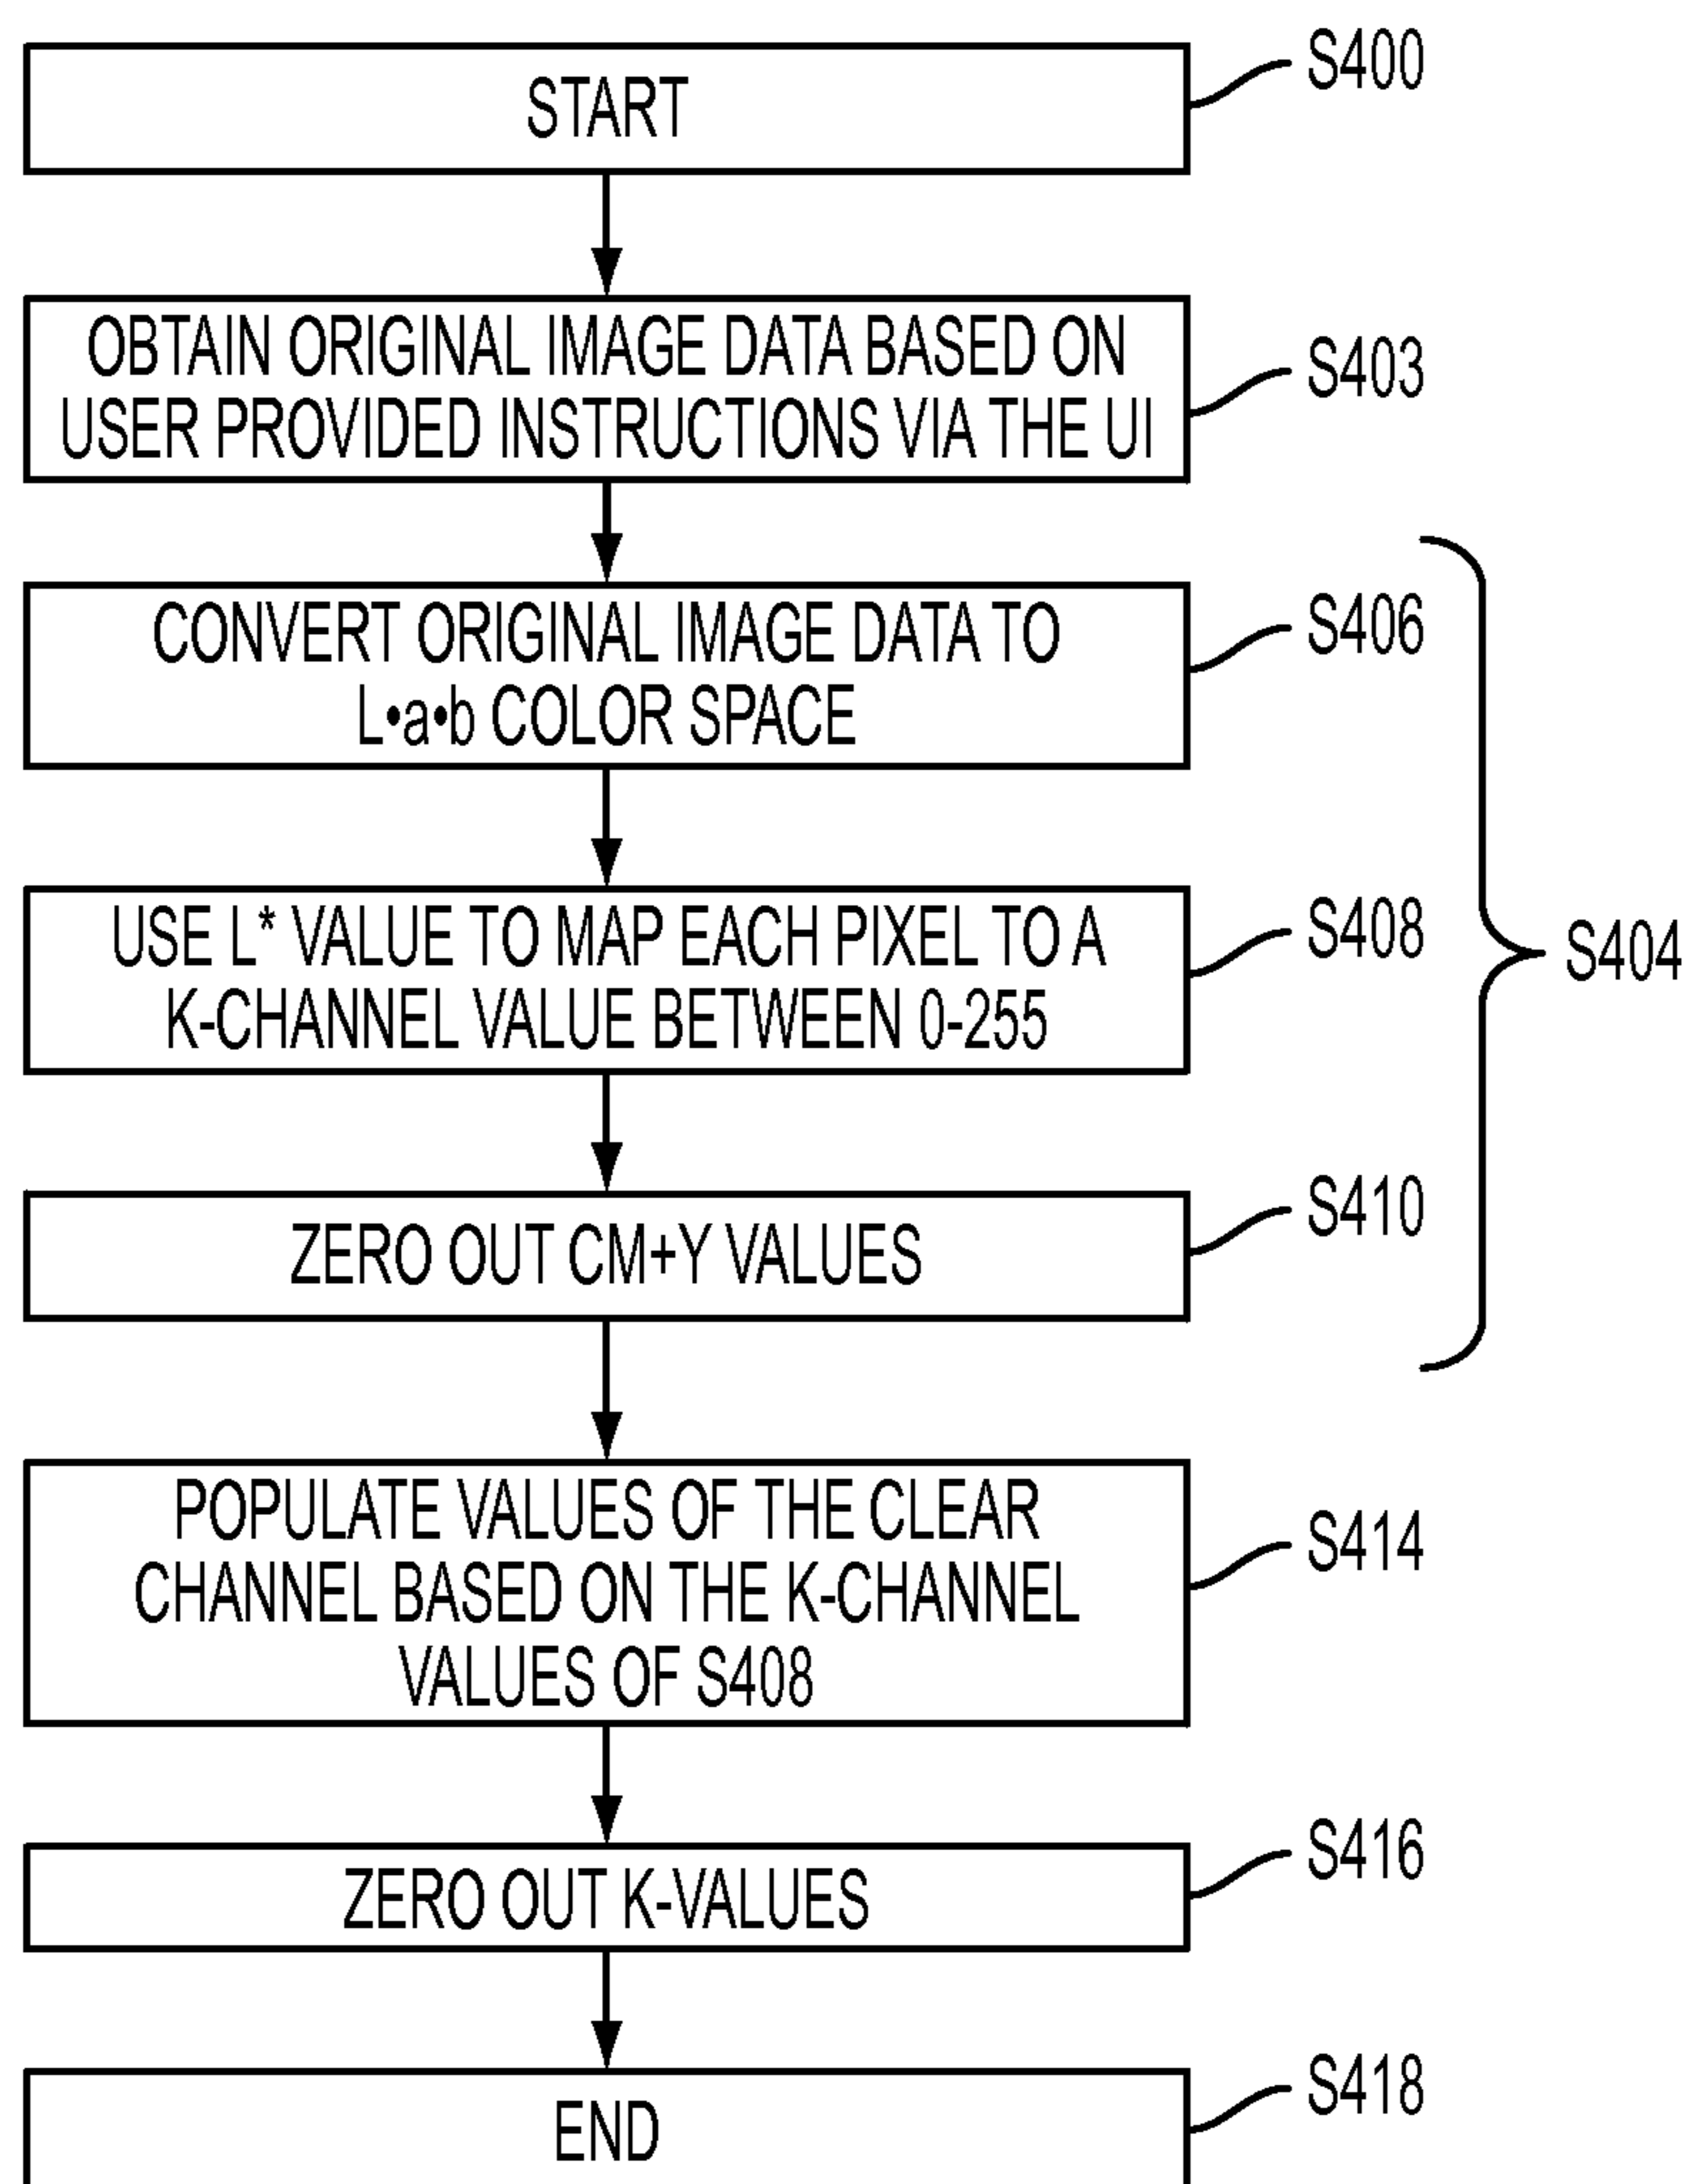 START
S400
OBTAIN ORIGINAL IMAGE DATA BASED ON
USER PROVIDED INSTRUCTIONS VIA THE UI
S403
CONVERT ORIGINAL IMAGE DATA TO
L•a•b COLOR SPACE
S406
USE L* VALUE TO MAP EACH PIXEL TO A
K-CHANNEL VALUE BETWEEN 0-255
S408
S404
ZERO OUT CM+Y VALUES
S410
POPULATE VALUES OF THE CLEAR
CHANNEL BASED ON THE K-CHANNEL
VALUES OF S408
S414
ZERO OUT K-VALUES
S416
END
S418